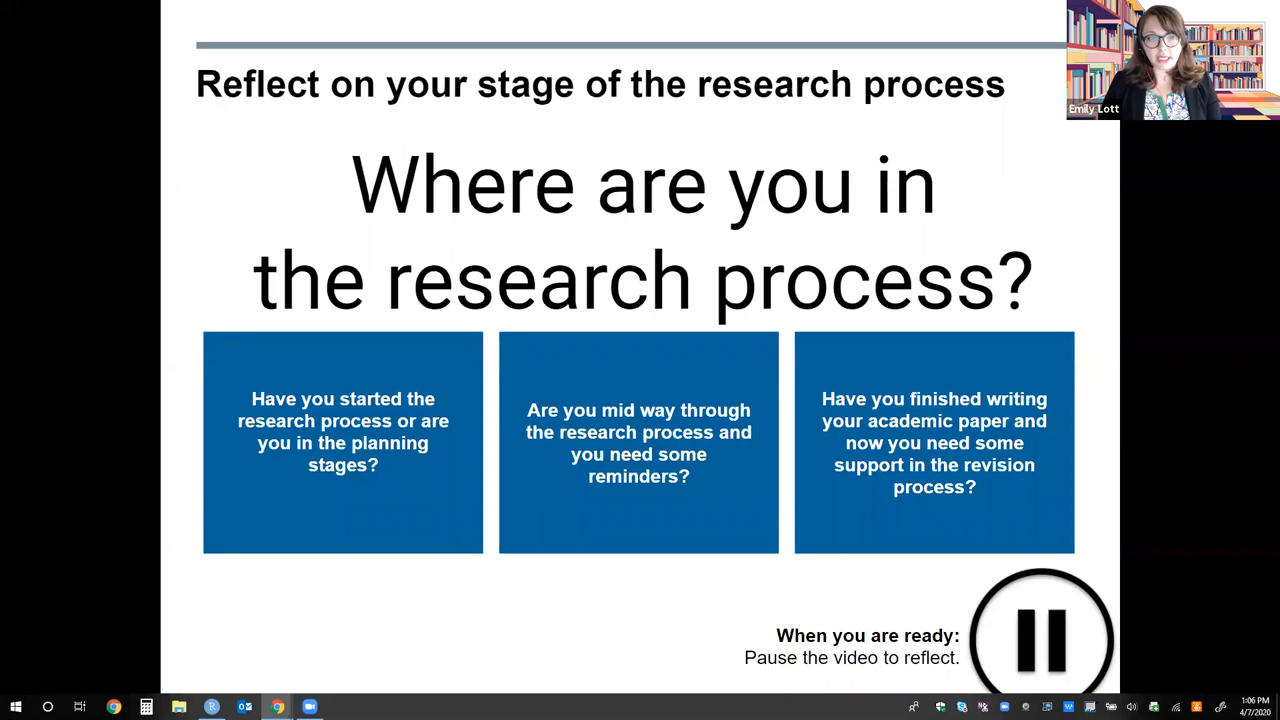 Reflect on your stage of the research process
Emily Lott
Where are you in
the research process?
Have you started the
research process or are
you in the planning
stages?
Are you mid way through
the research process and
you need some
reminders?
Have you finished writing
your academic paper and
now you need some
support in the revision
process?
When you are ready:
Pause the video to reflect.
1:06 PM
4/7/2020